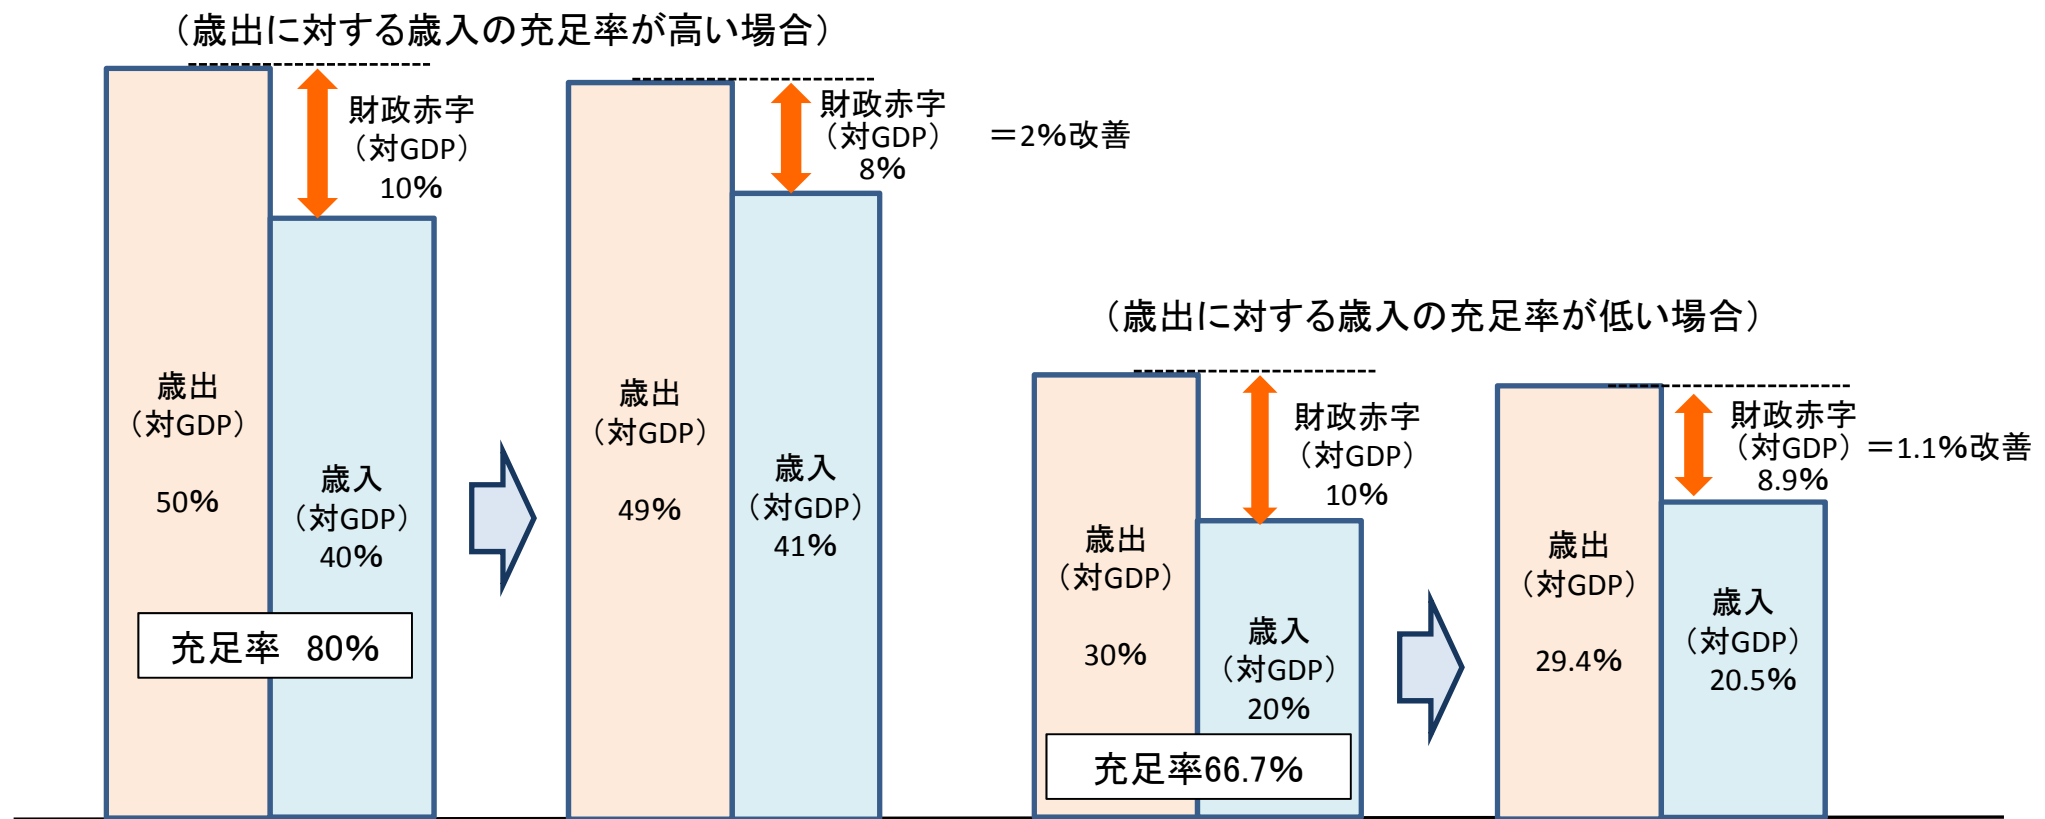 （歳出に対する歳入の充足率が高い場合）
歳出
（対GDP）
50%
歳入
（対GDP）
40%
財政赤字
（対GDP）
10%
充足率　80%
歳出
（対GDP）
49%
歳入
（対GDP）
41%
財政赤字
（対GDP）　＝2%改善
8%
（歳出に対する歳入の充足率が低い場合）
歳出
（対GDP）
30%
歳入
（対GDP）
20%
財政赤字
（対GDP）
10%
充足率66.7%
歳出
（対GDP）
29.4%
歳入
（対GDP）
20.5%
財政赤字
（対GDP）＝1.1%改善
8.9%